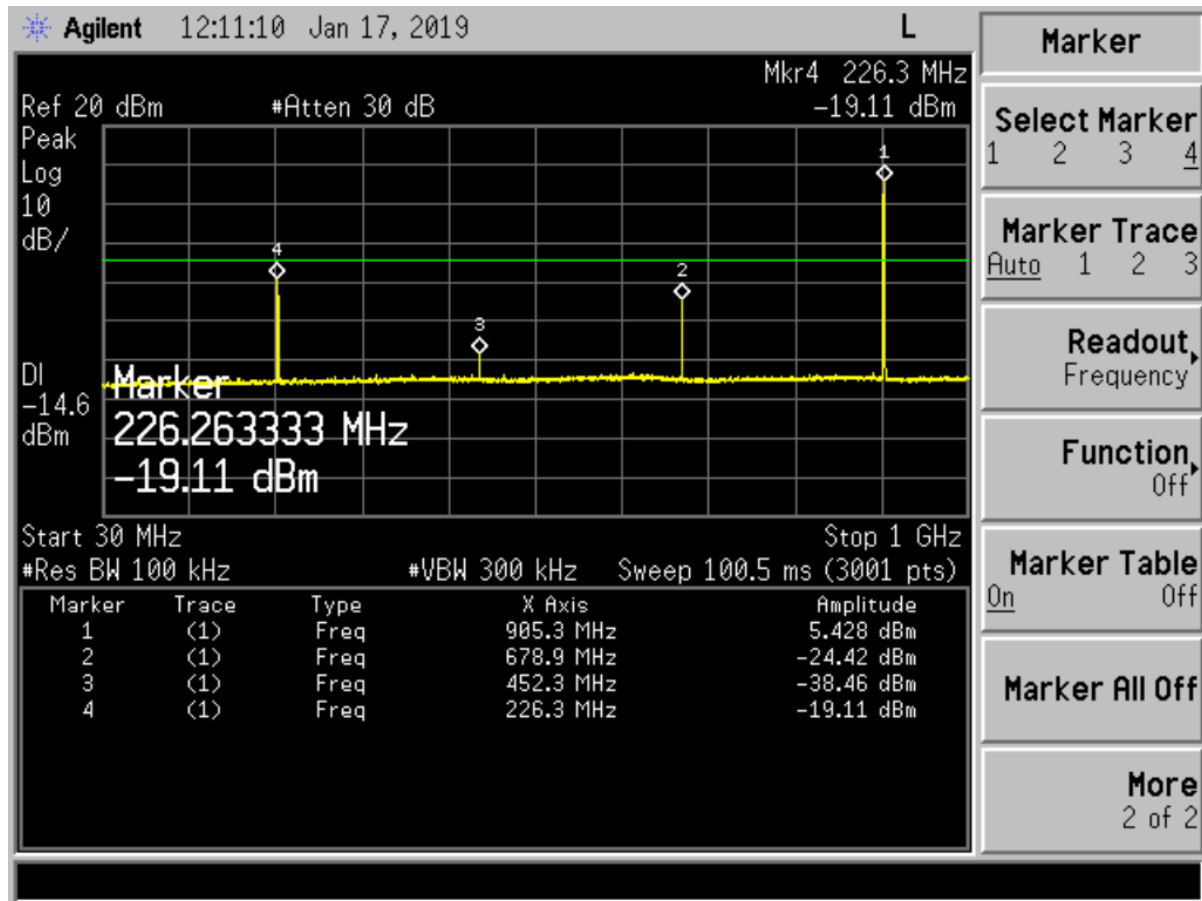 Agilent 12:11:10 Jan 17, 2019 L
Mkr4 226.3 MHz
Ref 20 dBm #Atten 30 dB -19.11 dBm
Peak
Log
10
dB/
1
4
2
3
DI
-14.6
dBm
Marker
226.263333 MHz
-19.11 dBm
Start 30 MHz Stop 1 GHz
#Res BW 100 kHz #VBW 300 kHz Sweep 100.5 ms (3001 pts)
Marker Trace Type X Axis Amplitude
1 (1) Freq 905.3 MHz 5.428 dBm
2 (1) Freq 678.9 MHz -24.42 dBm
3 (1) Freq 452.3 MHz -38.46 dBm
4 (1) Freq 226.3 MHz -19.11 dBm
Marker
Select Marker
1 2 3 4
Marker Trace
Auto 1 2 3
Readout
Frequency
Function
Off
Marker Table
On Off
Marker All Off
More
2 of 2